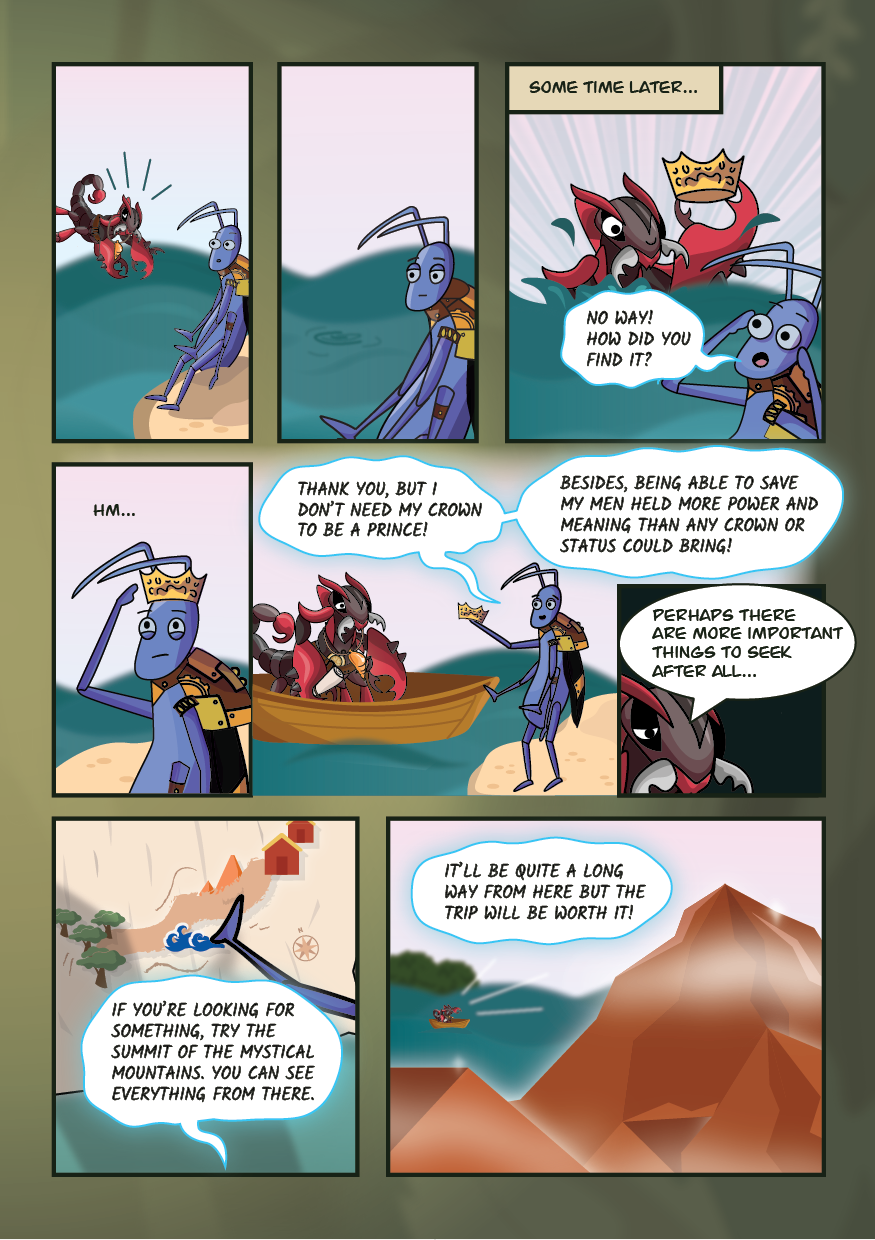 SOME TIME LATER...
NO WAY!
HOW DID YOU
FIND IT?
HM...
THANK YOU, BUT I
DON'T NEED MY CROWN
TO BE A PRINCE!
BESIDES, BEING ABLE TO SAVE
MY MEN HELD MORE POWER AND
MEANING THAN ANY CROWN OR
STATUS COULD BRING!
PERHAPS THERE
ARE MORE IMPORTANT
THINGS TO SEEK
AFTER ALL...
IF YOU'RE LOOKING FOR
SOMETHING, TRY THE
SUMMIT OF THE MYSTICAL
MOUNTAINS. YOU CAN SEE
EVERYTHING FROM THERE.
IT'LL BE QUITE A LONG
WAY FROM HERE BUT THE
TRIP WILL BE WORTH IT!